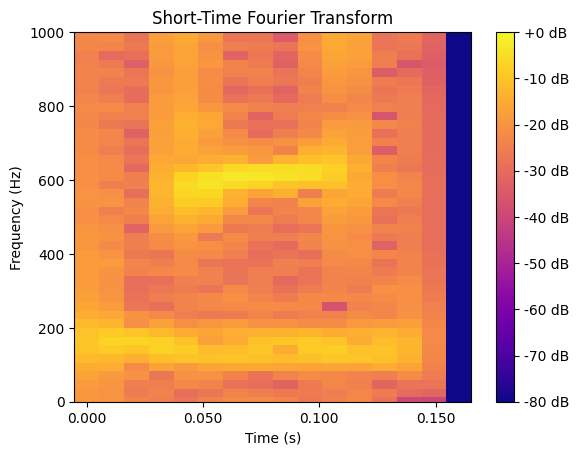 Short-Time Fourier Transform
Frequency (Hz)
1000
800
600
400
200
0
0.000
0.050
0.100
0.150
Time (s)
+0 dB
-10 dB
-20 dB
-30 dB
-40 dB
-50 dB
-60 dB
-70 dB
-80 dB